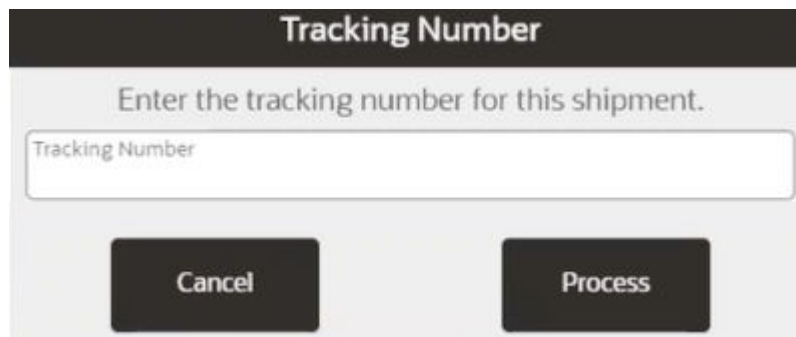 Tracking Number
Enter the tracking number for this shipment.
Tracking Number
Cancel
Process